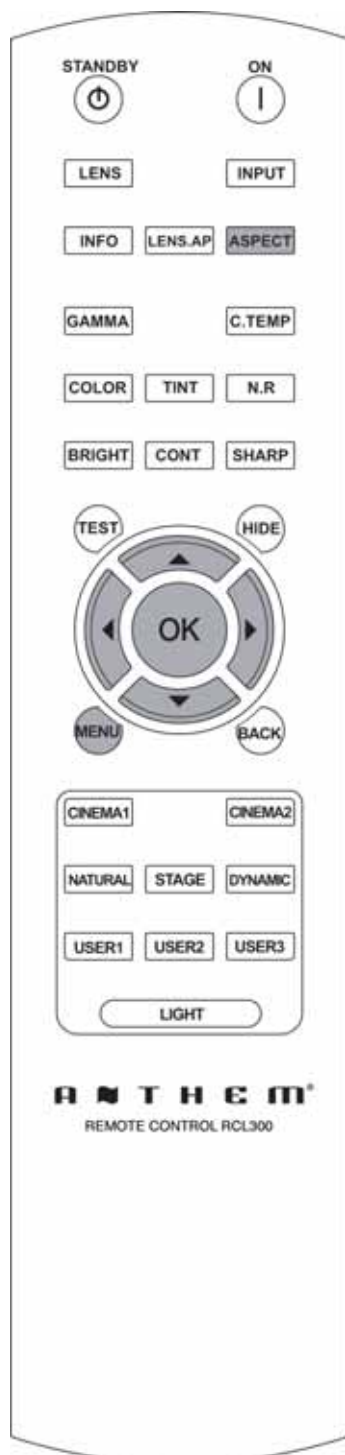 STANDBY ON
LENS INPUT
INFO LENS.AP ASPECT
GAMMA C.TEMP
COLOR TINT N.R
BRIGHT CONT SHARP
TEST HIDE
OK
MENU BACK
CINEMA1 CINEMA2
NATURAL STAGE DYNAMIC
USER1 USER2 USER3
LIGHT
ANTHEM®
REMOTE CONTROL RCL300